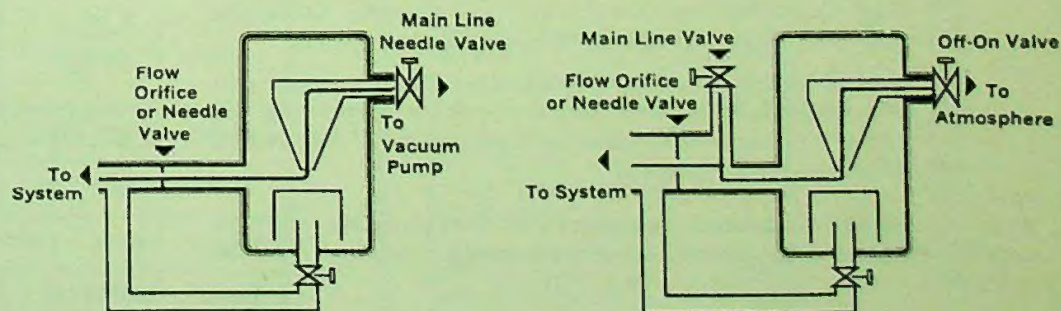 Main Line
Needle Valve
Flow
Orifice
or Needle
Valve
To
Vacuum
Pump
To
System
Main Line Valve
Flow Orifice
or Needle Valve
Off-On Valve
To
Atmosphere
To System